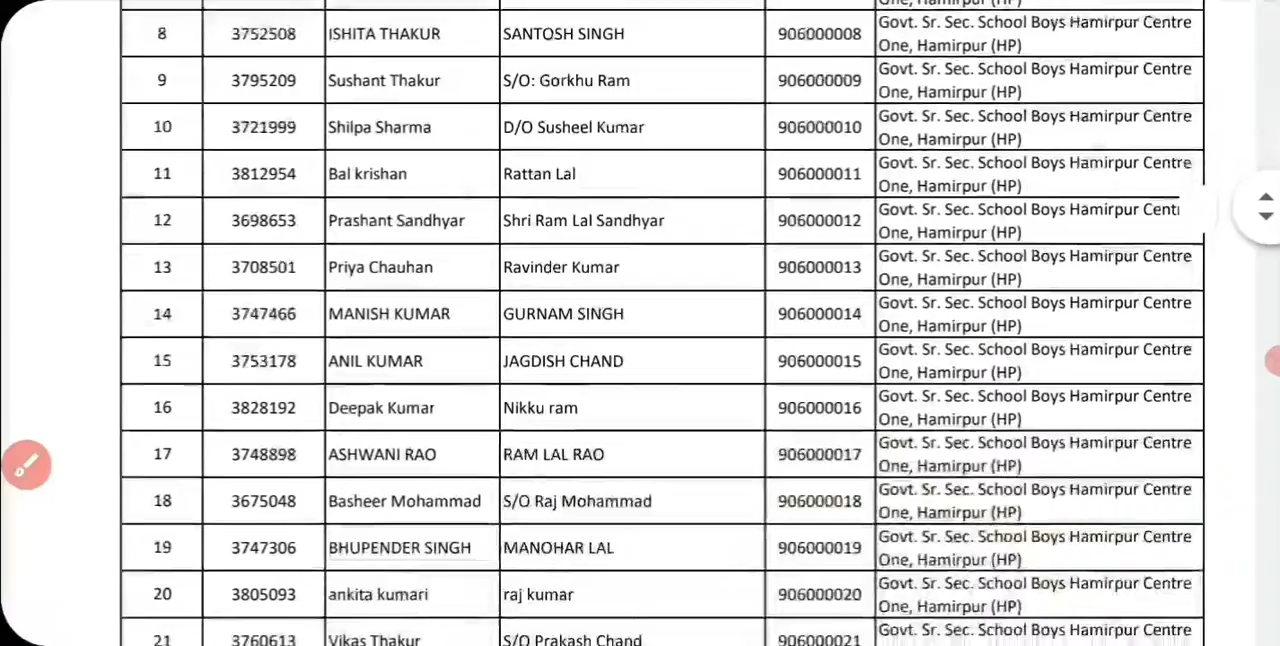 One, Hamirpur (HP)
8 3752508 ISHITA THAKUR SANTOSH SINGH 906000008 Govt. Sr. Sec. School Boys Hamirpur Centre
One, Hamirpur (HP)
9 3795209 Sushant Thakur S/O: Gorkhu Ram 906000009 Govt. Sr. Sec. School Boys Hamirpur Centre
One, Hamirpur (HP)
10 3721999 Shilpa Sharma D/O Susheel Kumar 906000010 Govt. Sr. Sec. School Boys Hamirpur Centre
One, Hamirpur (HP)
11 3812954 Bal krishan Rattan Lal 906000011 Govt. Sr. Sec. School Boys Hamirpur Centre
One, Hamirpur (HP)
12 3698653 Prashant Sandhyar Shri Ram Lal Sandhyar 906000012 Govt. Sr. Sec. School Boys Hamirpur
One, Hamirpur (HP)
13 3708501 Priya Chauhan Ravinder Kumar 906000013 Govt. Sr. Sec. School Boys Hamirpur Centre
One, Hamirpur (HP)
14 3747466 MANISH KUMAR GURNAM SINGH 906000014 Govt. Sr. Sec. School Boys Hamirpur Centre
One, Hamirpur (HP)
15 3753178 ANIL KUMAR JAGDISH CHAND 906000015 Govt. Sr. Sec. School Boys Hamirpur Centre
One, Hamirpur (HP)
16 3828192 Deepak Kumar Nikku ram 906000016 Govt. Sr. Sec. School Boys Hamirpur Centre
One, Hamirpur (HP)
17 3748898 ASHWANI RAO RAM LAL RAO 906000017 Govt. Sr. Sec. School Boys Hamirpur Centre
One, Hamirpur (HP)
18 3675048 Basheer Mohammad S/O Raj Mohammad 906000018 Govt. Sr. Sec. School Boys Hamirpur Centre
One, Hamirpur (HP)
19 3747306 BHUPENDER SINGH MANOHAR LAL 906000019 Govt. Sr. Sec. School Boys Hamirpur Centre
One, Hamirpur (HP)
20 3805093 ankita kumari raj kumar 906000020 Govt. Sr. Sec. School Boys Hamirpur Centre
One, Hamirpur (HP)
21 3760613 Vikas Thakur S/O Prakash Chand 906000021 Govt. Sr. Sec. School Boys Hamirpur Centre